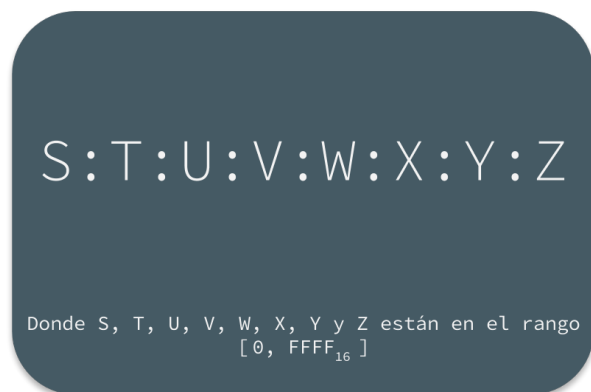 S:T:U:V:W:X:Y:Z
Donde S, T, U, V, W, X, Y y Z están en el rango
[0, FFFF₁₆]